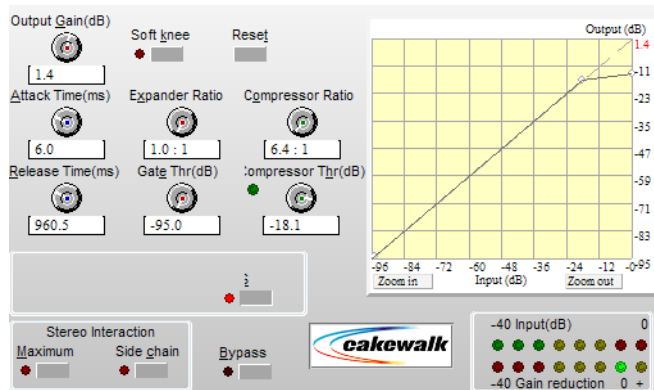 Output Gain(dB)
Soft knee
Reset
1.4
Attack Time(ms)
Expander Ratio
Compressor Ratio
6.0
1.0 : 1
6.4 : 1
Release Time(ms)
Gate Thr(dB)
Compressor Thr(dB)
960.5
-95.0
-18.1
Output (dB)
1.4
-11
-23
-35
-47
-59
-71
-83
-95
-96 -84 -72 -60 -48 -36 -24 -12 -0
Zoom in
Input (dB)
Zoom out
Stereo Interaction
Maximum
Side chain
Bypass
cakewalk
-40 Input(dB) 0
-40 Gain reduction 0 +